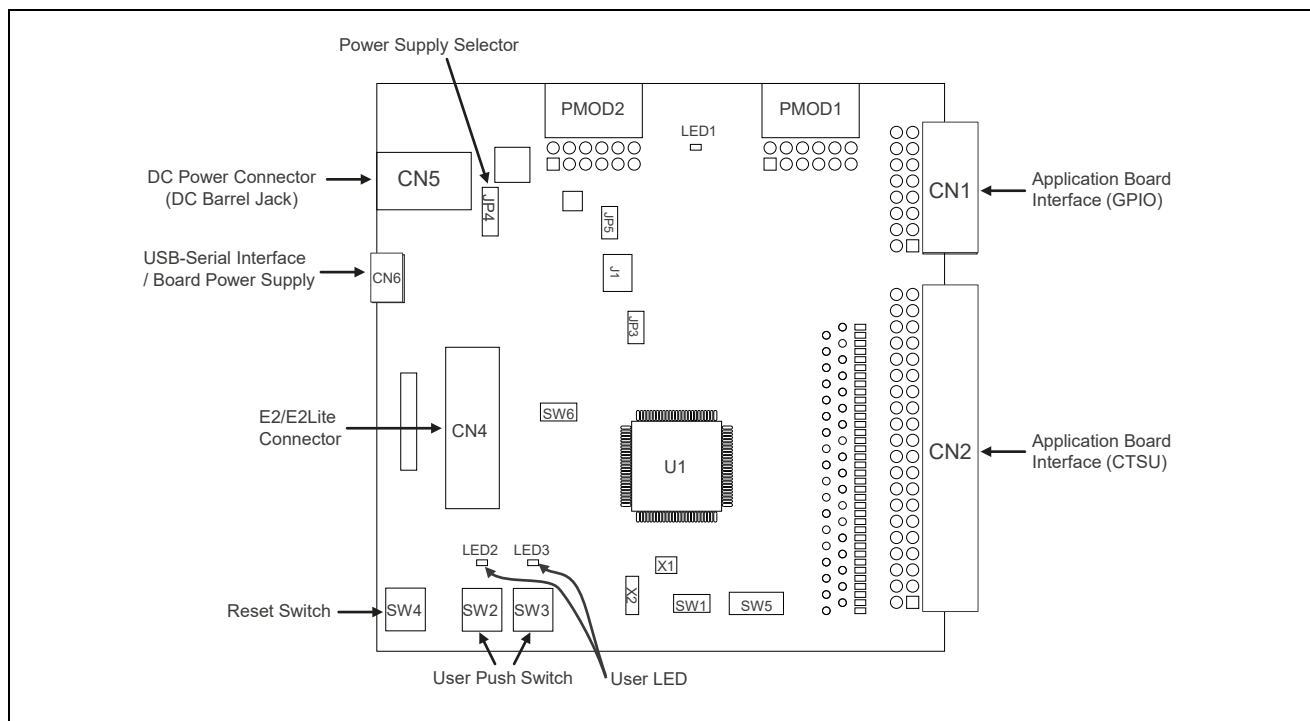 Power Supply Selector
PMOD2
LED1
PMOD1
DC Power Connector
(DC Barrel Jack)
CN5
JP4
JP5
CN1
Application Board
Interface (GPIO)
USB-Serial Interface
/ Board Power Supply
CN6
J1
JP3
E2/E2Lite
Connector
CN4
SW6
U1
CN2
Application Board
Interface (CTSU)
LED2
LED3
X1
X2
Reset Switch
SW4
SW2
SW3
SW1
SW5
User Push Switch
User LED